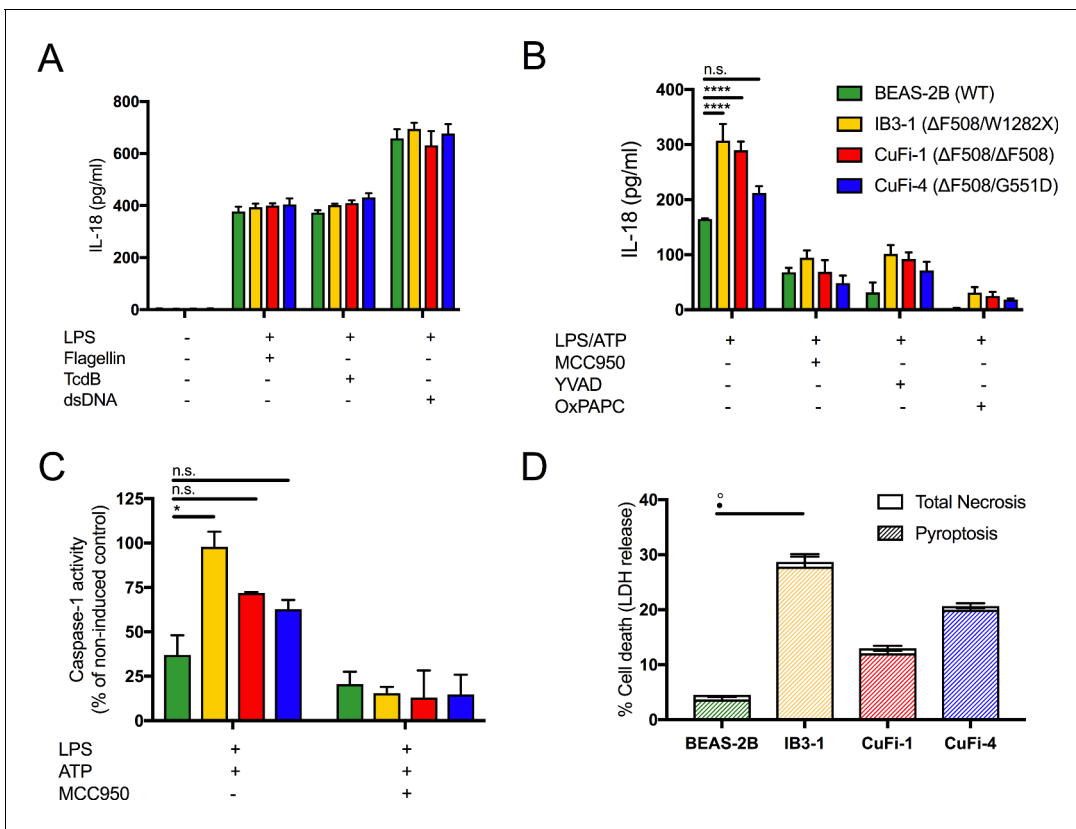 A
800
600
400
200
0
IL-18 (pg/ml)
LPS - + + +
Flagellin - + - -
TcdB - - + -
dsDNA - - - +
B
n.s.
****
****
400
300
200
100
0
IL-18 (pg/ml)
BEAS-2B (WT)
IB3-1 (ΔF508/W1282X)
CuFi-1 (ΔF508/ΔF508)
CuFi-4 (ΔF508/G551D)
LPS/ATP + + + +
MCC950 - + - -
YVAD - - + -
OxPAPC - - - +
C
n.s.
n.s.
*
125
100
75
50
25
0
Caspase-1 activity
(% of non-induced control)
LPS + +
ATP + +
MCC950 - +
D
40
30
20
10
0
% Cell death (LDH release)
Total Necrosis
Pyroptosis
BEAS-2B IB3-1 CuFi-1 CuFi-4